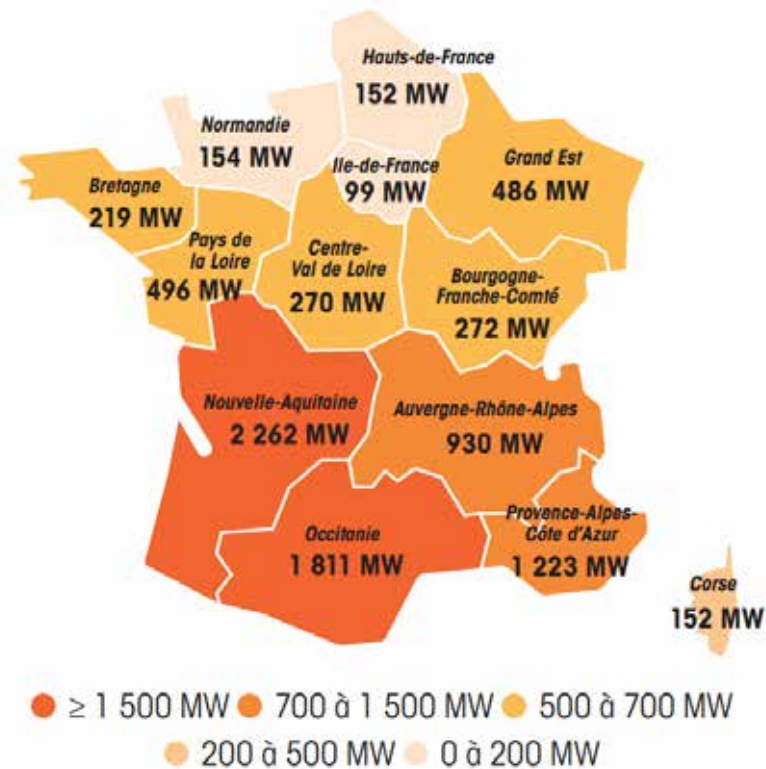 Hauts-de-France
152 MW
Normandie
154 MW
Ile-de-France
99 MW
Grand Est
486 MW
Bretagne
219 MW
Pays de
la Loire
496 MW
Centre-
Val de Loire
270 MW
Bourgogne-
Franche-Comté
272 MW
Nouvelle-Aquitaine
2 262 MW
Auvergne-Rhône-Alpes
930 MW
Occitanie
1 811 MW
Provence-Alpes-
Côte d'Azur
1 223 MW
Corse
152 MW
≥ 1 500 MW 700 à 1 500 MW 500 à 700 MW
200 à 500 MW 0 à 200 MW